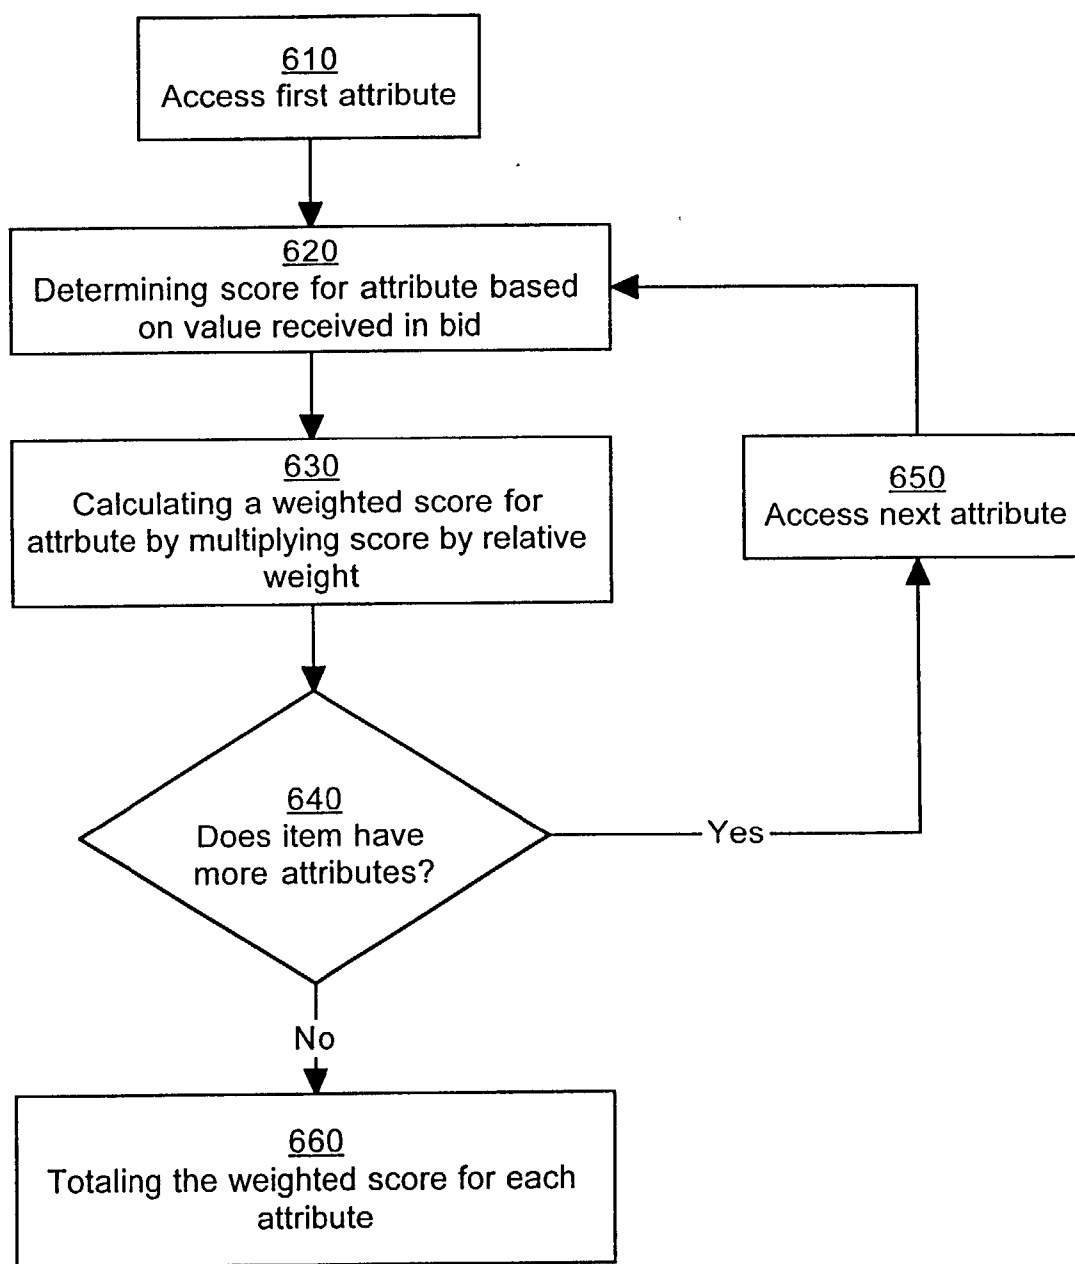 610
Access first attribute
620
Determining score for attribute based
on value received in bid
630
Calculating a weighted score for
attrbute by multiplying score by relative
weight
650
Access next attribute
640
Does item have
more attributes?
Yes
No
660
Totaling the weighted score for each
attribute